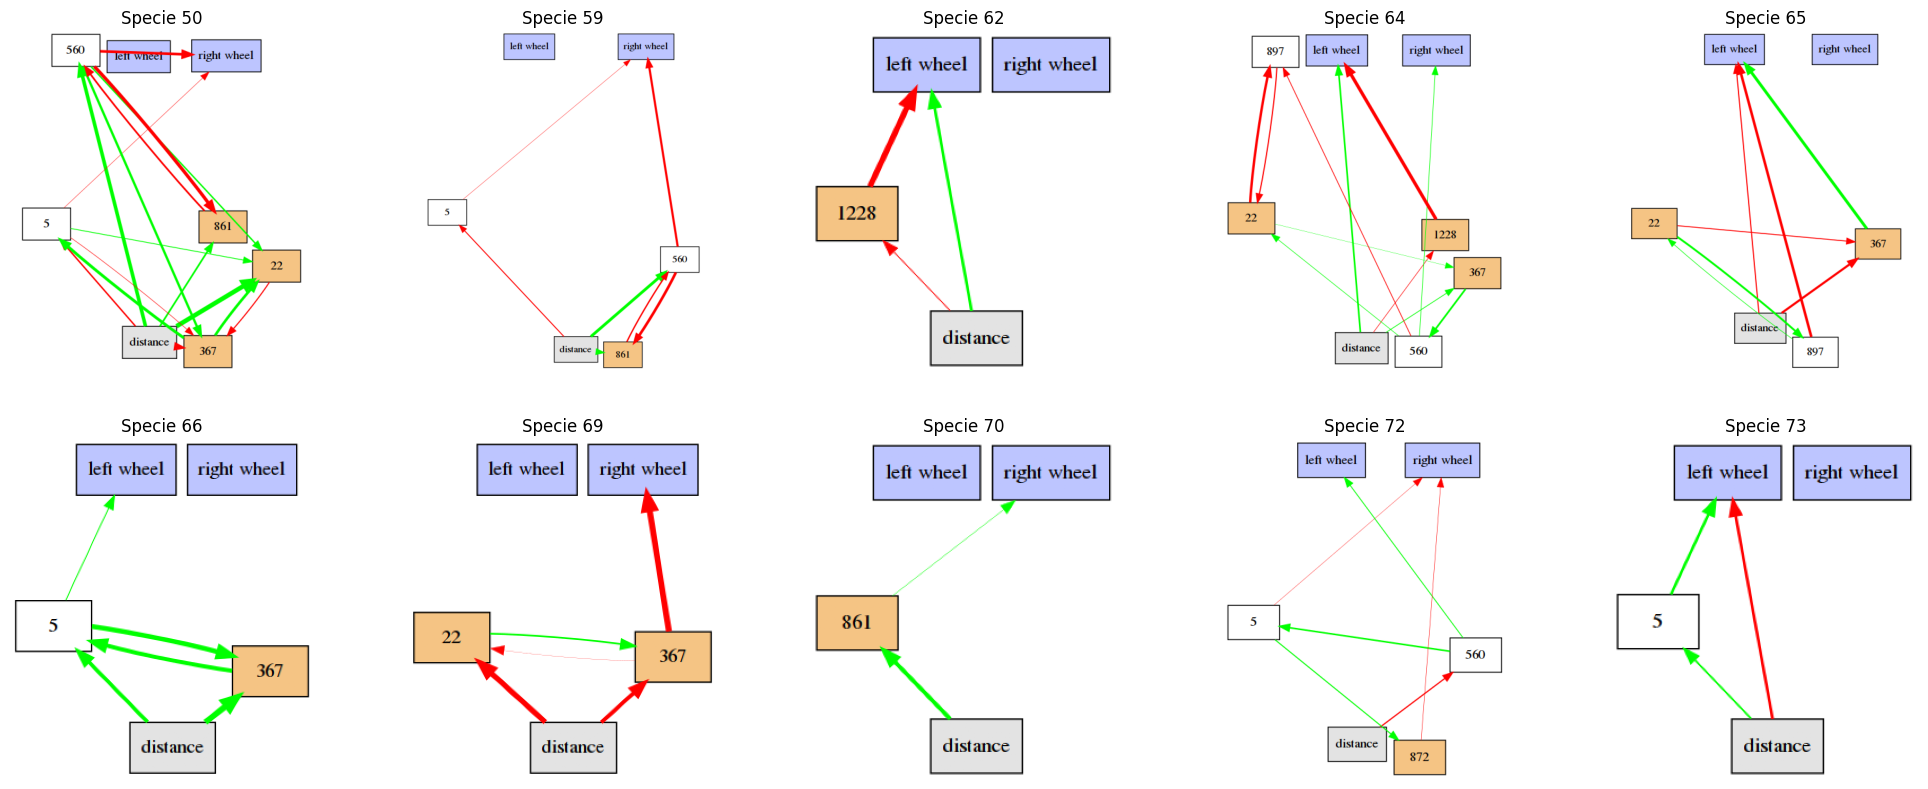 Specie 50
560
left wheel
right wheel
5
861
22
distance
367
Specie 59
left wheel
right wheel
5
560
distance
861
Specie 62
left wheel
right wheel
1228
distance
Specie 64
897
left wheel
right wheel
22
1228
367
distance
560
Specie 65
left wheel
right wheel
22
367
distance
897
Specie 66
left wheel
right wheel
5
367
distance
Specie 69
left wheel
right wheel
22
367
distance
Specie 70
left wheel
right wheel
861
distance
Specie 72
left wheel
right wheel
5
560
distance
872
Specie 73
left wheel
right wheel
5
distance